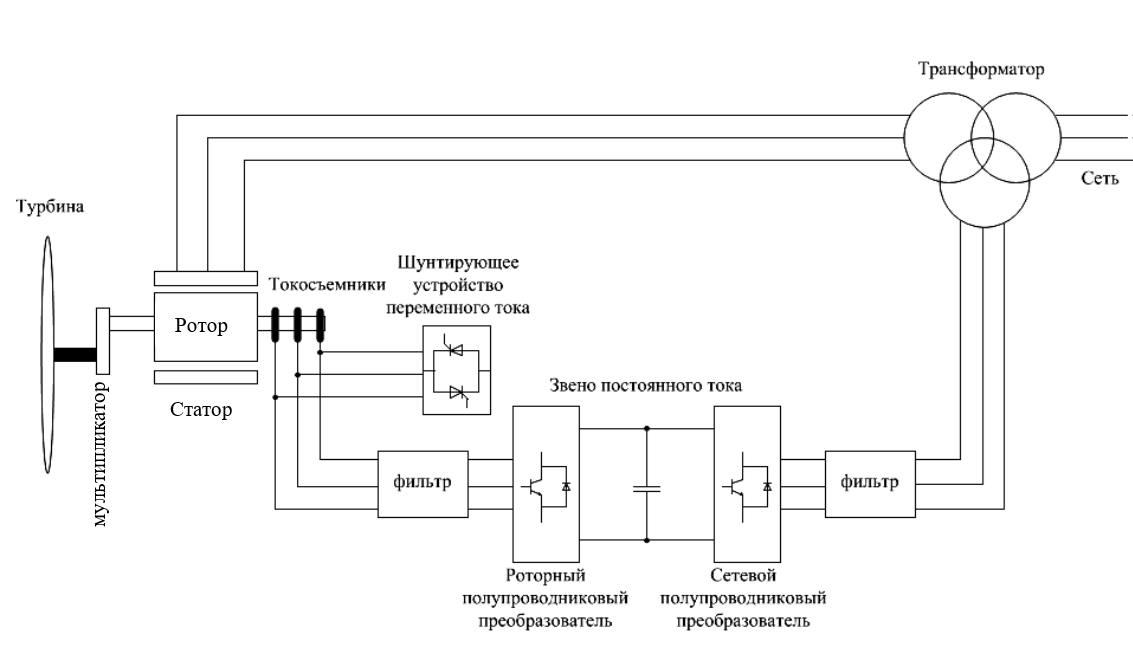 Трансформатор
Сеть
Турбина
Шунтирующее
устройство
переменного тока
Токосъемники
Ротор
Статор
мультипликатор
Звено постоянного тока
фильтр
фильтр
Роторный
полупроводниковый
преобразователь
Сетевой
полупроводниковый
преобразователь